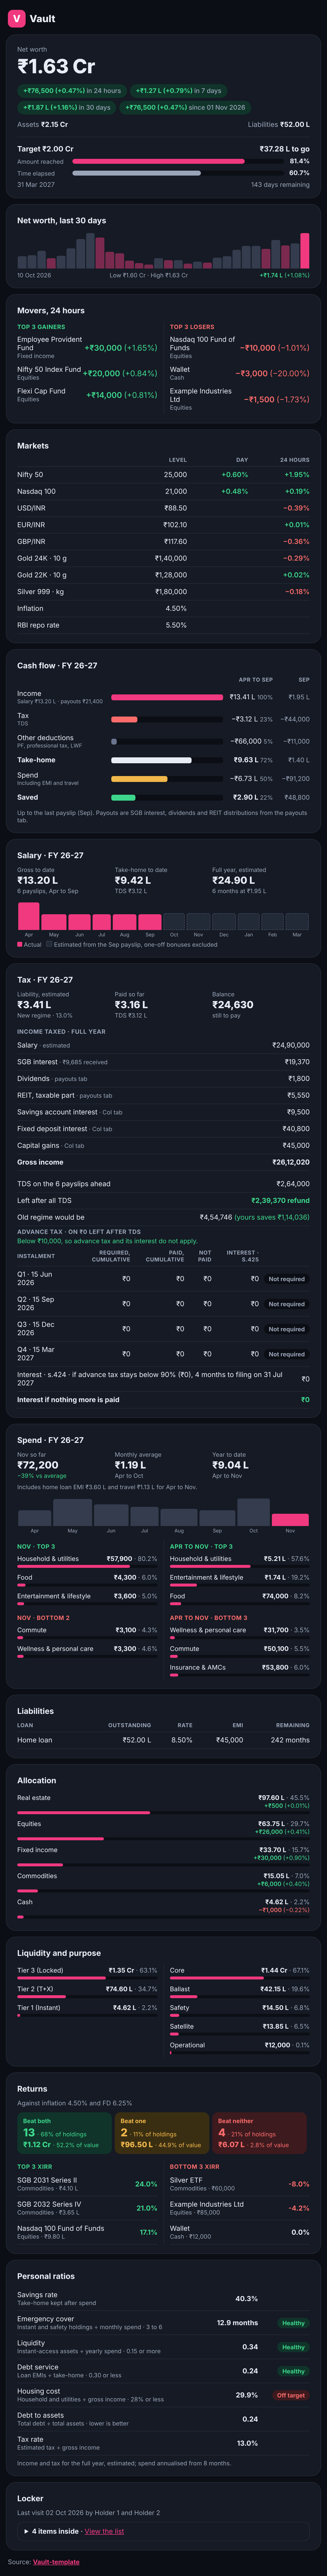 V Vault
Net worth
₹1.63 Cr
+₹76,500 (+0.47%) in 24 hours +₹1.27 L (+0.79%) in 7 days
+₹1.87 L (+1.16%) in 30 days +₹76,500 (+0.47%) since 01 Nov 2026
Assets ₹2.15 Cr Liabilities ₹52.00 L
Target ₹2.00 Cr ₹37.28 L to go
Amount reached 81.4%
Time elapsed 60.7%
31 Mar 2027 143 days remaining
Net worth, last 30 days
10 Oct 2026 Low ₹1.60 Cr · High ₹1.63 Cr +₹1.74 L (+1.08%)
Movers, 24 hours
TOP 3 GAINERS
Employee Provident Fund +₹30,000 (+1.65%)
Fixed income
Nifty 50 Index Fund +₹20,000 (+0.84%)
Equities
Flexi Cap Fund +₹14,000 (+0.81%)
Equities
TOP 3 LOSERS
Nasdaq 100 Fund of Funds −₹10,000 (−1.01%)
Equities
Wallet −₹3,000 (−20.00%)
Cash
Example Industries Ltd −₹1,500 (−1.73%)
Equities
Markets
LEVEL DAY 24 HOURS
Nifty 50 25,000 +0.60% +1.95%
Nasdaq 100 21,000 +0.48% +0.19%
USD/INR ₹88.50 −0.39%
EUR/INR ₹102.10 +0.01%
GBP/INR ₹117.60 −0.36%
Gold 24K · 10 g ₹1,40,000 −0.29%
Gold 22K · 10 g ₹1,28,000 +0.02%
Silver 999 · kg ₹1,80,000 −0.18%
Inflation 4.50%
RBI repo rate 5.50%
Cash flow · FY 26-27
APR TO SEP SEP
Income ₹13.41 L 100% ₹1.95 L
Salary ₹13.20 L · payouts ₹21,400
Tax −₹3.12 L 23% −₹44,000
TDS
Other deductions −₹66,000 5% −₹11,000
PF, professional tax, LWF
Take-home ₹9.63 L 72% ₹1.40 L
Spend −₹6.73 L 50% −₹91,200
Including EMI and travel
Saved ₹2.90 L 22% ₹48,800
Up to the last payslip (Sep). Payouts are SGB interest, dividends and REIT distributions from the payouts
tab.
Salary · FY 26-27
Gross to date Take-home to date Full year, estimated
₹13.20 L ₹9.42 L ₹24.90 L
6 payslips, Apr to Sep TDS ₹3.12 L 6 months at ₹1.95 L
Apr May Jun Jul Aug Sep Oct Nov Dec Jan Feb Mar
Actual Estimated from the Sep payslip, one-off bonuses excluded
Tax · FY 26-27
Liability, estimated Paid so far Balance
₹3.41 L ₹3.16 L ₹24,630
New regime · 13.0% TDS ₹3.12 L still to pay
INCOME TAXED · FULL YEAR
Salary · estimated ₹24,90,000
SGB interest · ₹9,685 received ₹19,370
Dividends · payouts tab ₹1,800
REIT, taxable part · payouts tab ₹5,550
Savings account interest · CoI tab ₹9,500
Fixed deposit interest · CoI tab ₹40,800
Capital gains · CoI tab ₹45,000
Gross income ₹26,12,020
TDS on the 6 payslips ahead ₹2,64,000
Left after all TDS ₹2,39,370 refund
Old regime would be ₹4,54,746 (yours saves ₹1,14,036)
ADVANCE TAX · ON ₹0 LEFT AFTER TDS
Below ₹10,000, so advance tax and its interest do not apply.
INSTALMENT REQUIRED, CUMULATIVE PAID, CUMULATIVE NOT PAID INTEREST · S.425
Q1 · 15 Jun 2026 ₹0 ₹0 ₹0 ₹0 Not required
Q2 · 15 Sep 2026 ₹0 ₹0 ₹0 ₹0 Not required
Q3 · 15 Dec 2026 ₹0 ₹0 ₹0 ₹0 Not required
Q4 · 15 Mar 2027 ₹0 ₹0 ₹0 ₹0 Not required
Interest · s.424 · if advance tax stays below 90% (₹0), 4 months to filing on 31 Jul 2027 ₹0
Interest if nothing more is paid ₹0
Spend · FY 26-27
Nov so far Monthly average Year to date
₹72,200 ₹1.19 L ₹9.04 L
−39% vs average Apr to Oct Apr to Nov
Includes home loan EMI ₹3.60 L and travel ₹1.13 L for Apr to Nov.
Apr May Jun Jul Aug Sep Oct Nov
NOV · TOP 3
Household & utilities ₹57,900 · 80.2%
Food ₹4,300 · 6.0%
Entertainment & lifestyle ₹3,600 · 5.0%
NOV · BOTTOM 2
Commute ₹3,100 · 4.3%
Wellness & personal care ₹3,300 · 4.6%
APR TO NOV · TOP 3
Household & utilities ₹5.21 L · 57.6%
Entertainment & lifestyle ₹1.74 L · 19.2%
Food ₹74,000 · 8.2%
APR TO NOV · BOTTOM 3
Wellness & personal care ₹31,700 · 3.5%
Commute ₹50,100 · 5.5%
Insurance & AMCs ₹53,800 · 6.0%
Liabilities
LOAN OUTSTANDING RATE EMI REMAINING
Home loan ₹52.00 L 8.50% ₹45,000 242 months
Allocation
Real estate ₹97.60 L · 45.5%
+₹500 (+0.01%)
Equities ₹63.75 L · 29.7%
+₹26,000 (+0.41%)
Fixed income ₹33.70 L · 15.7%
+₹30,000 (+0.90%)
Commodities ₹15.05 L · 7.0%
+₹6,000 (+0.40%)
Cash ₹4.62 L · 2.2%
−₹1,000 (−0.22%)
Liquidity and purpose
Tier 3 (Locked) ₹1.35 Cr · 63.1%
Tier 2 (T+X) ₹74.60 L · 34.7%
Tier 1 (Instant) ₹4.62 L · 2.2%
Core ₹1.44 Cr · 67.1%
Ballast ₹42.15 L · 19.6%
Safety ₹14.50 L · 6.8%
Satellite ₹13.85 L · 6.5%
Operational ₹12,000 · 0.1%
Returns
Against inflation 4.50% and FD 6.25%
Beat both
13 · 68% of holdings
₹1.12 Cr · 52.2% of value
Beat one
2 · 11% of holdings
₹96.50 L · 44.9% of value
Beat neither
4 · 21% of holdings
₹6.07 L · 2.8% of value
TOP 3 XIRR
SGB 2031 Series II 24.0%
Commodities · ₹4.10 L
SGB 2032 Series IV 21.0%
Commodities · ₹3.65 L
Nasdaq 100 Fund of Funds 17.1%
Equities · ₹9.80 L
BOTTOM 3 XIRR
Silver ETF -8.0%
Commodities · ₹60,000
Example Industries Ltd -4.2%
Equities · ₹85,000
Wallet 0.0%
Cash · ₹12,000
Personal ratios
Savings rate 40.3%
Take-home kept after spend
Emergency cover 12.9 months Healthy
Instant and safety holdings ÷ monthly spend · 3 to 6
Liquidity 0.34 Healthy
Instant-access assets ÷ yearly spend · 0.15 or more
Debt service 0.24 Healthy
Loan EMIs ÷ take-home · 0.30 or less
Housing cost 29.9% Off target
Household and utilities ÷ gross income · 28% or less
Debt to assets 0.24
Total debt ÷ total assets · lower is better
Tax rate 13.0%
Estimated tax ÷ gross income
Income and tax for the full year, estimated; spend annualised from 8 months.
Locker
Last visit 02 Oct 2026 by Holder 1 and Holder 2
▶ 4 items inside · View the list
Source: Vault-template